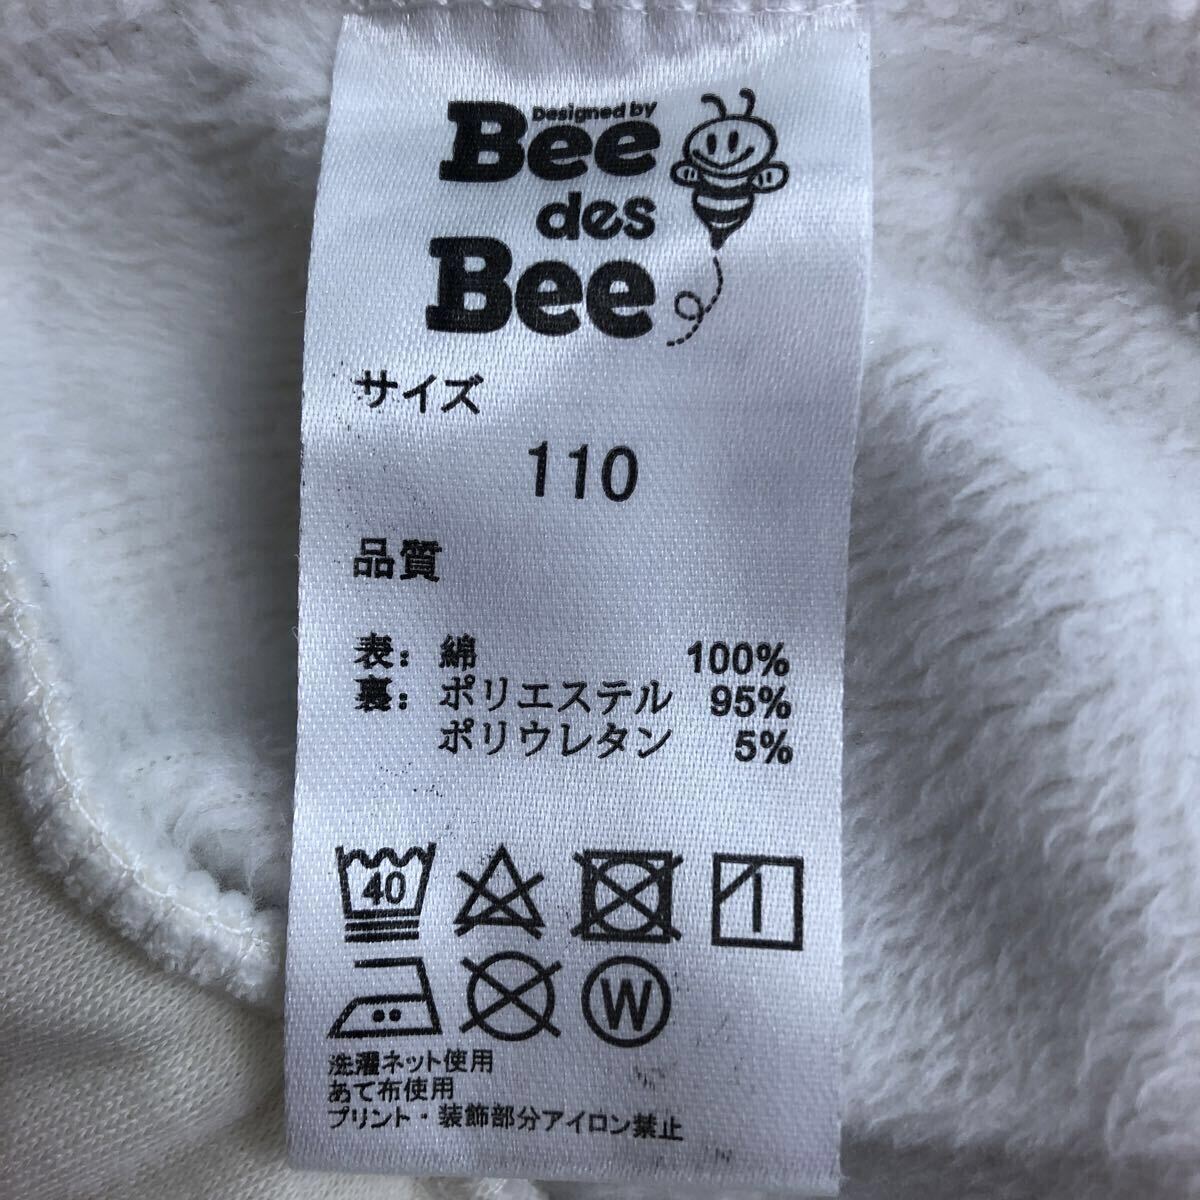 Designed by
Bee
des
Bee
サイズ
110
品質
表: 綿 100%
裏: ポリエステル 95%
ポリウレタン 5%
40
W
洗濯ネット使用
あて布使用
プリント・装飾部分アイロン禁止